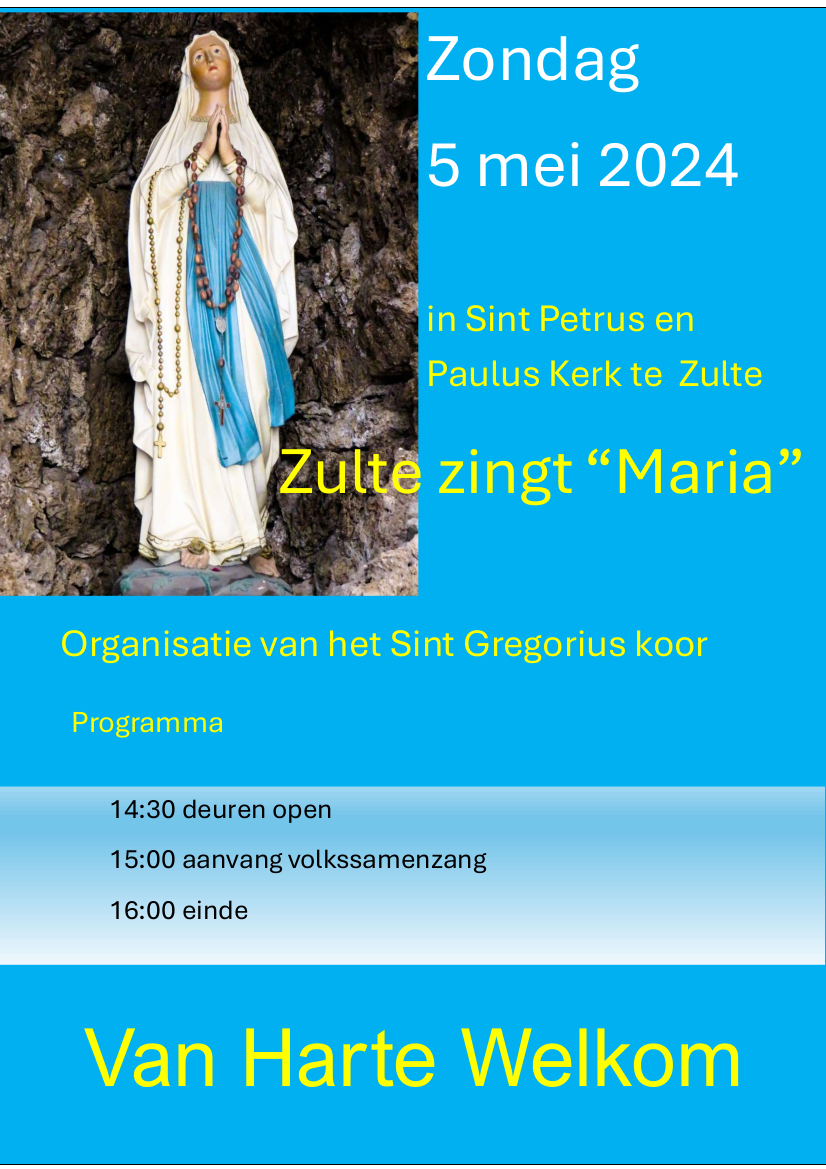 Zondag
5 mei 2024
in Sint Petrus en
Paulus Kerk te  Zulte
Zulte zingt “Maria”
Organisatie van het Sint Gregorius koor
Programma
14:30 deuren open
15:00 aanvang volkssamenzang
16:00 einde
Van Harte Welkom